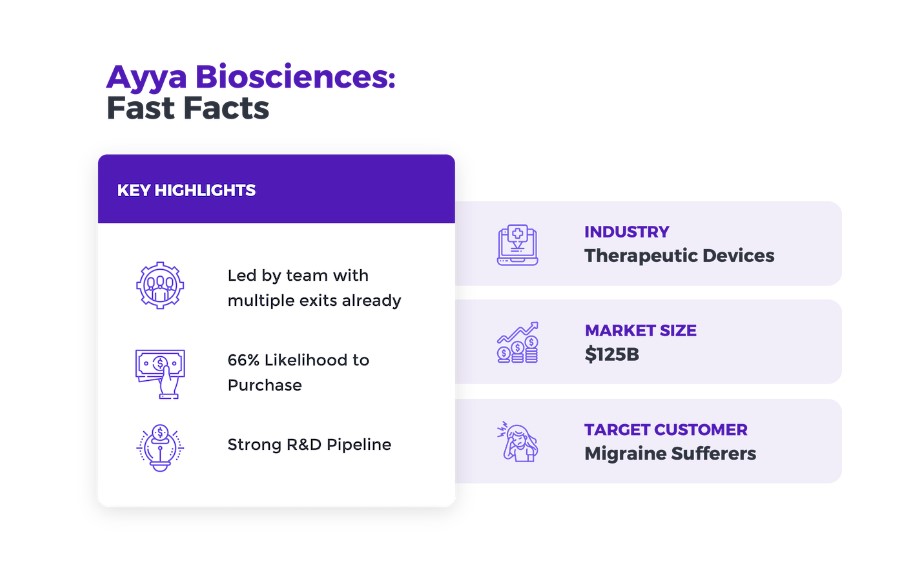 Ayya Biosciences:
Fast Facts
KEY HIGHLIGHTS
Led by team with
multiple exits already
66% Likelihood to
Purchase
Strong R&D Pipeline
INDUSTRY
Therapeutic Devices
MARKET SIZE
$125B
TARGET CUSTOMER
Migraine Sufferers